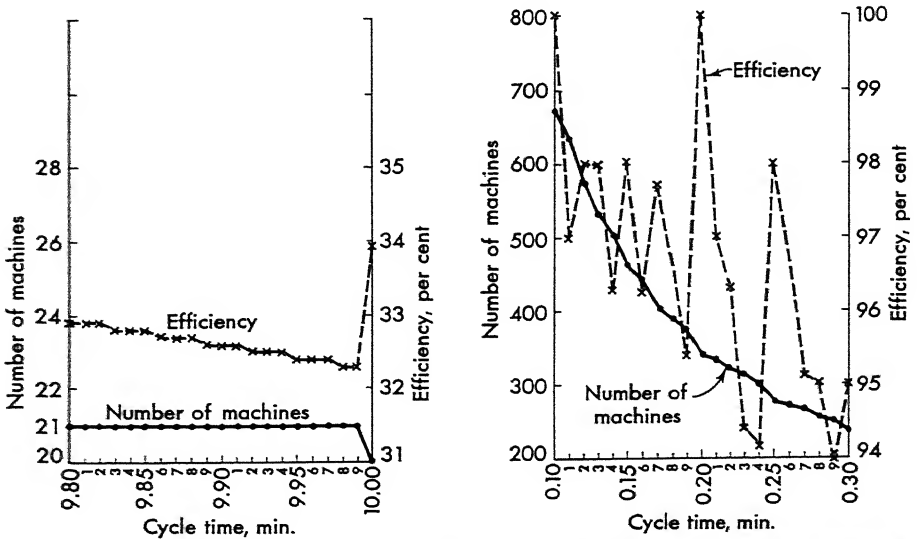 Number of machines
28
26
24
22
21
20
Efficiency
Number of machines
35
34
33
32
31
Efficiency, per cent
9.80 1 2 3 4 9.85 6 7 8 9 9.90 1 2 3 4 9.95 6 7 8 9 10.00
Cycle time, min.
Number of machines
800
700
600
500
400
300
200
Efficiency
Number of
machines
100
99
98
97
96
95
94
Efficiency, per cent
0.10 1 2 3 4 0.15 6 7 8 9 0.20 1 2 3 4 0.25 6 7 8 9 0.30
Cycle time, min.